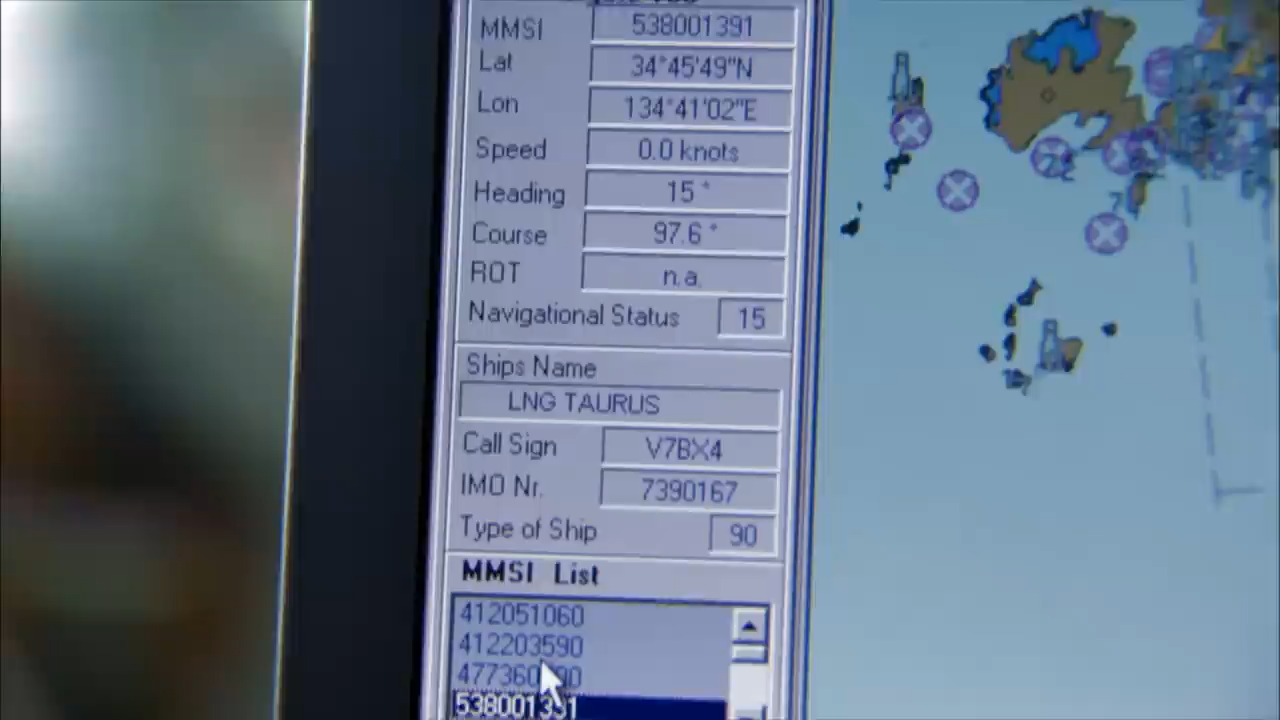 MMSI 538001391
Lat 34°45'49"N
Lon 134°41'02"E
Speed 0.0 knots
Heading 15 °
Course 97.6 °
ROT n.a.
Navigational Status 15
Ships Name
LNG TAURUS
Call Sign V7BX4
IMO Nr. 7390167
Type of Ship 90
MMSI List
412051060
412203590
538001391